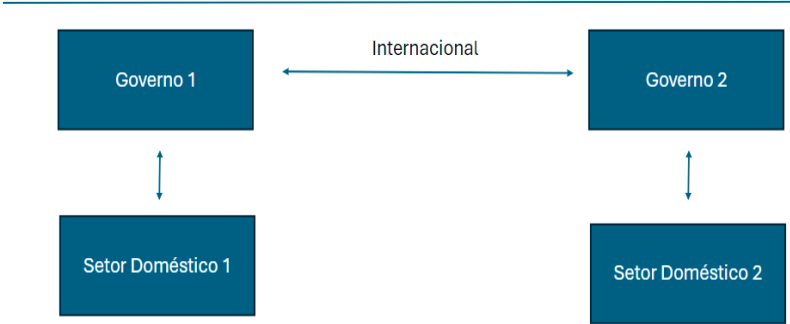 Internacional
Governo 1
Governo 2
Setor Doméstico 1
Setor Doméstico 2